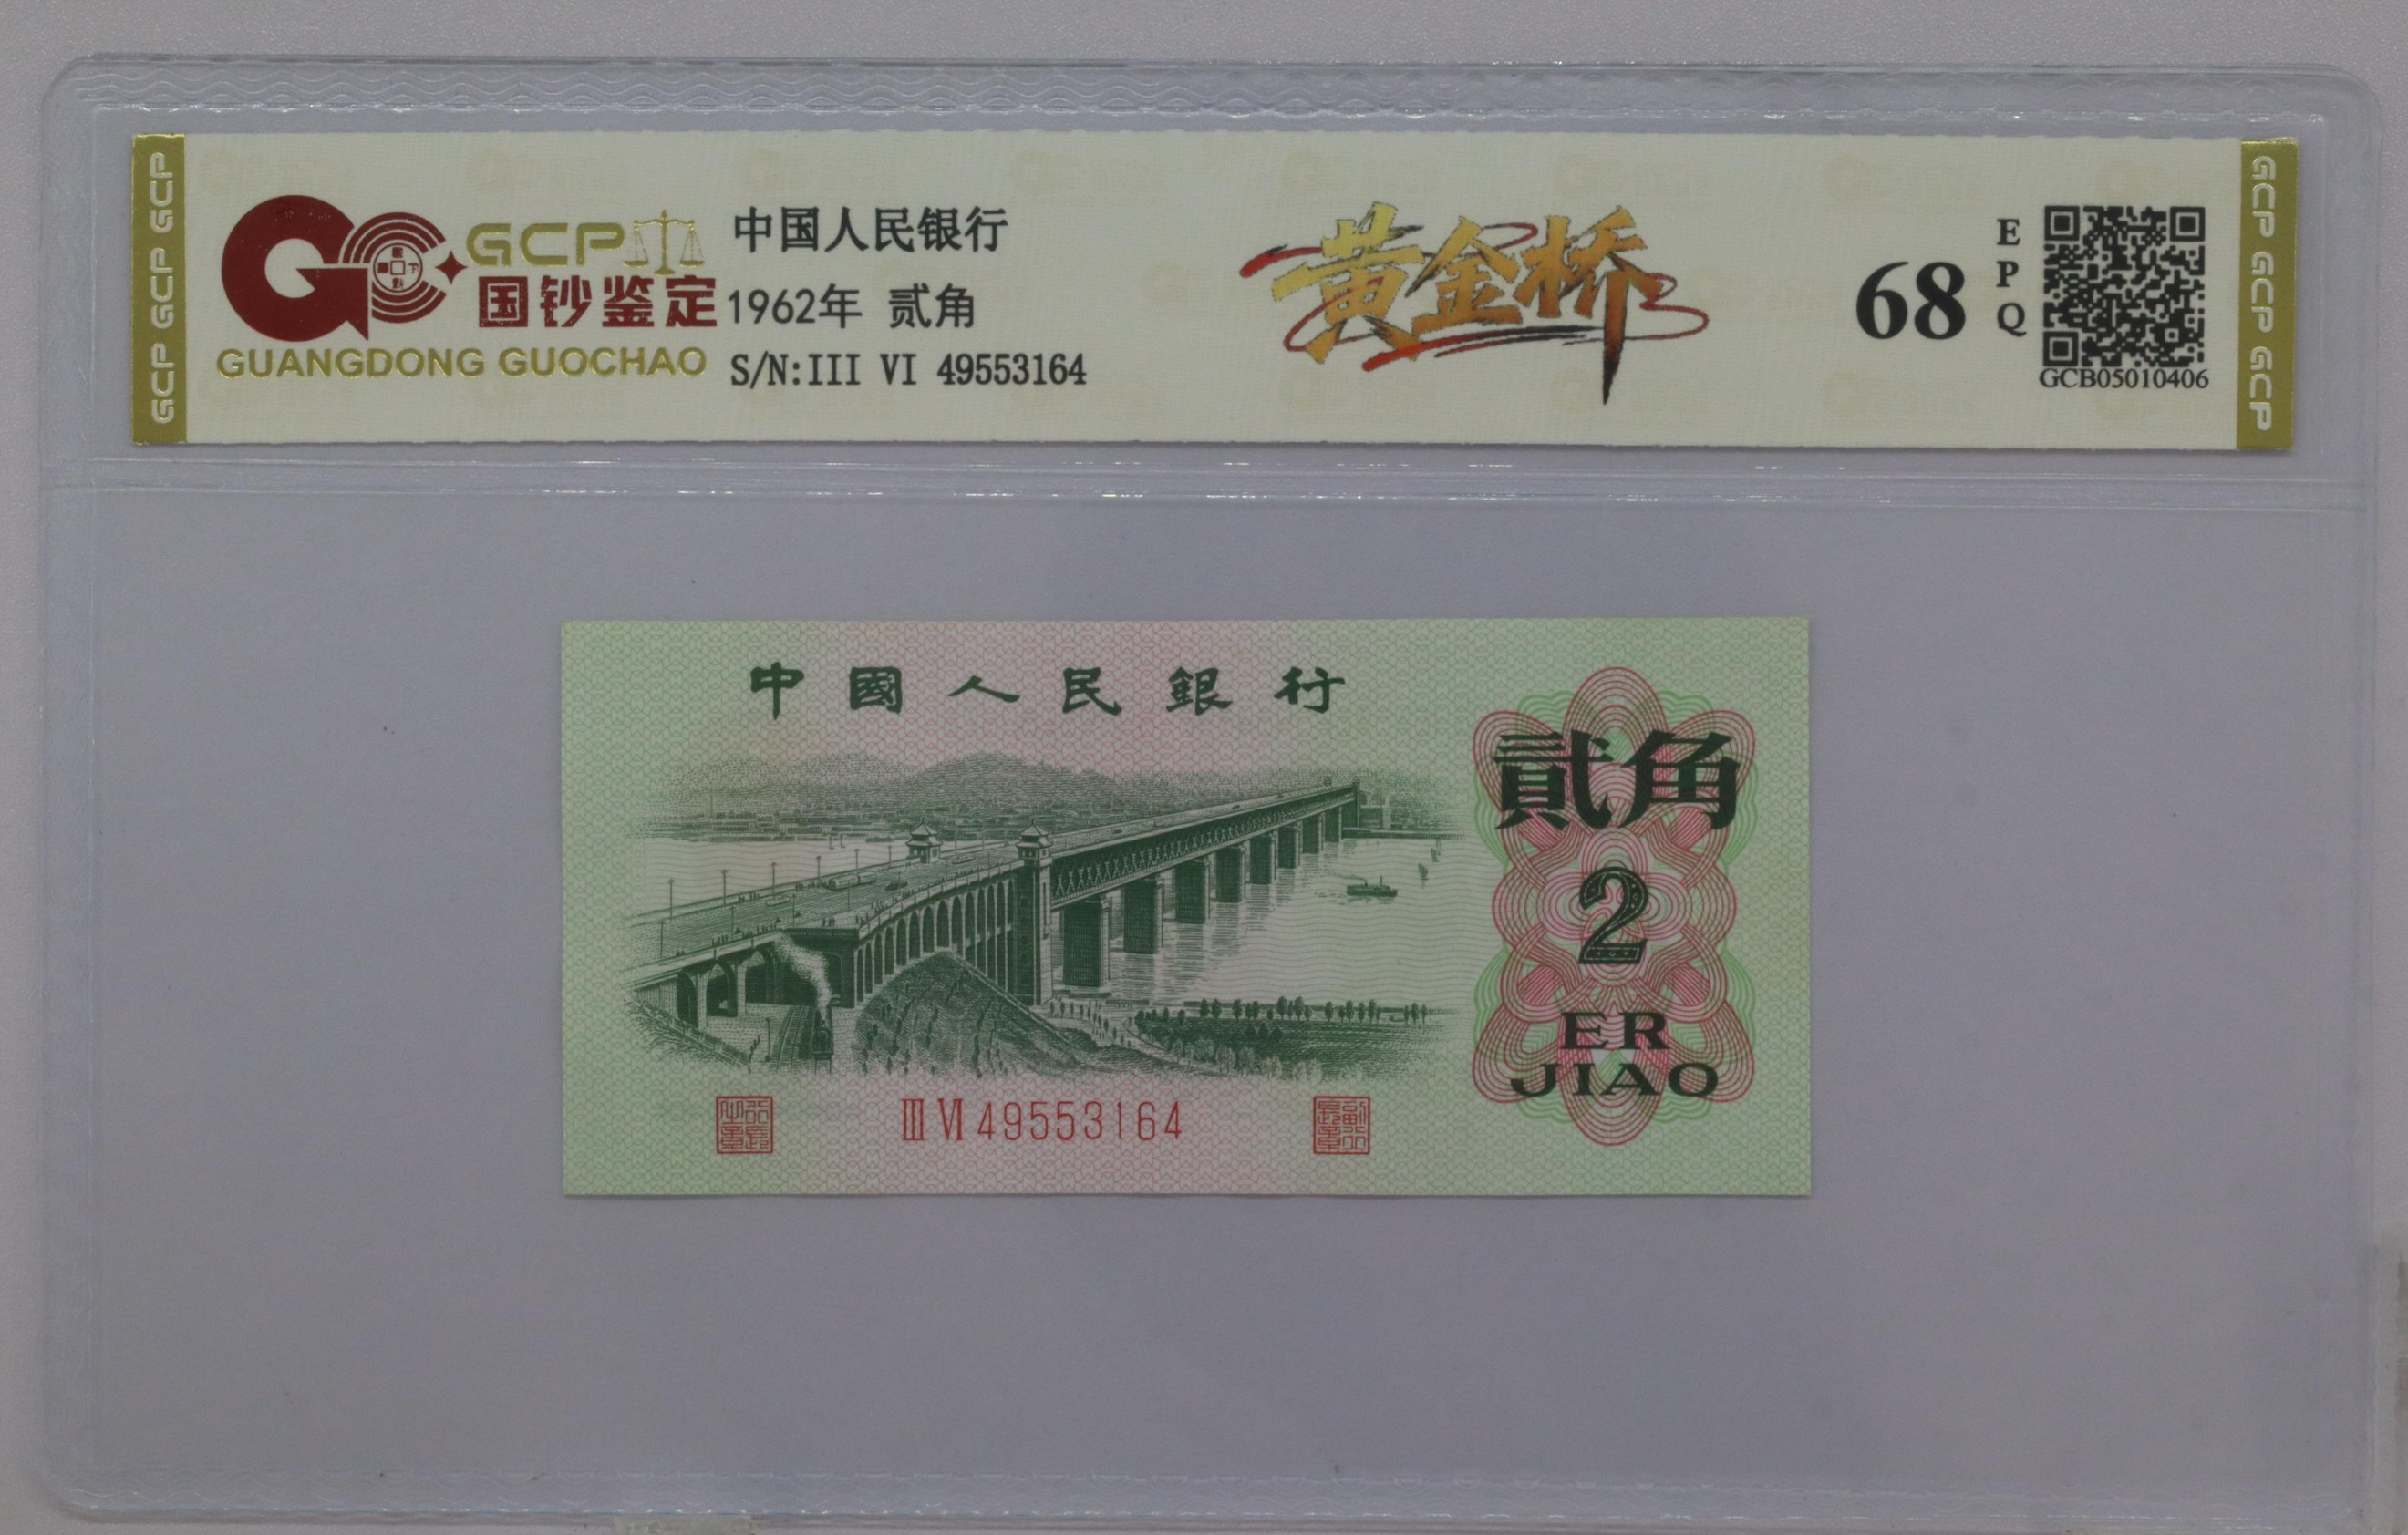 GCP GCP GCP
GCP
国钞鉴定
GUANGDONG GUOCHAO
中国人民银行
1962年 贰角
S/N:III VI 49553164
黄金桥
68
EPQ
GCB05010406
GCP GCP GCP
中國人民銀行
貳角
2
ER
JIAO
III VI 49553164